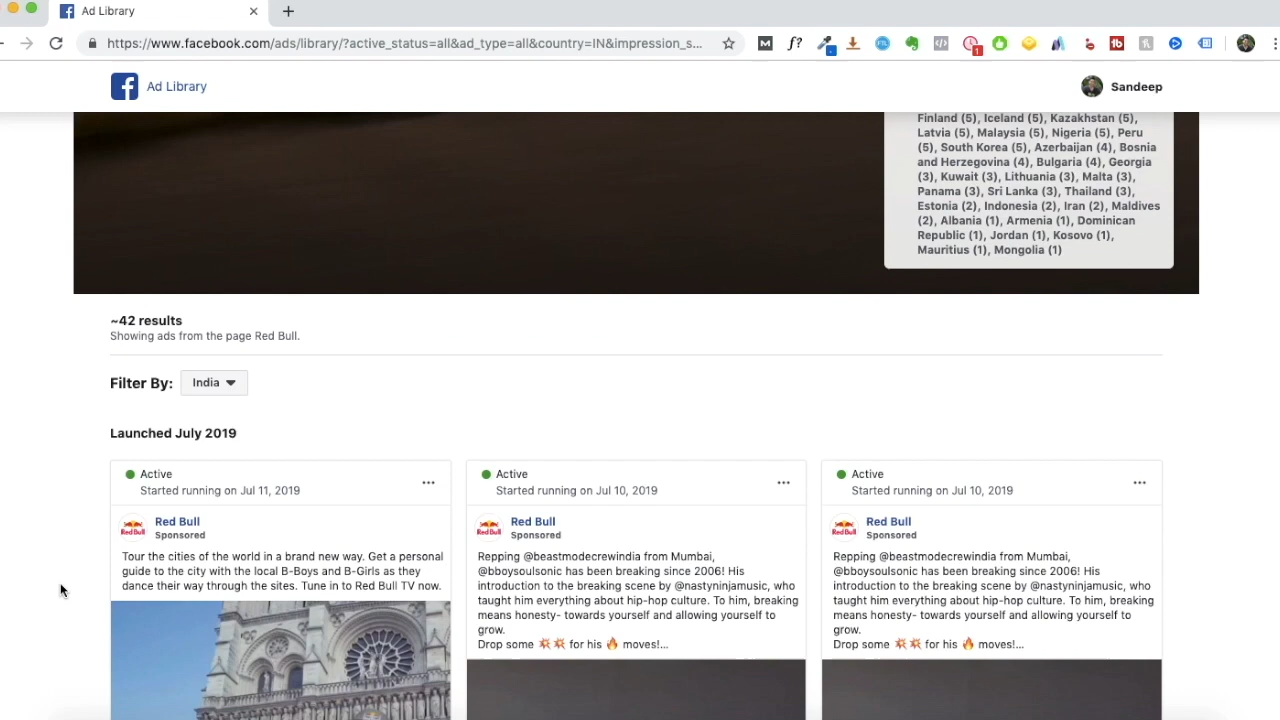 Ad Library
https://www.facebook.com/ads/library/?active_status=all&ad_type=all&country=IN&impression_s...
Ad Library
Sandeep
Finland (5), Iceland (5), Kazakhstan (5),
Latvia (5), Malaysia (5), Nigeria (5), Peru
(5), South Korea (5), Azerbaijan (4), Bosnia
and Herzegovina (4), Bulgaria (4), Georgia
(3), Kuwait (3), Lithuania (3), Malta (3),
Panama (3), Sri Lanka (3), Thailand (3),
Estonia (2), Indonesia (2), Iran (2), Maldives
(2), Albania (1), Armenia (1), Dominican
Republic (1), Jordan (1), Kosovo (1),
Mauritius (1), Mongolia (1)
~42 results
Showing ads from the page Red Bull.
Filter By: India
Launched July 2019
Active
Started running on Jul 11, 2019
Red Bull
Red Bull
Sponsored
Tour the cities of the world in a brand new way. Get a personal
guide to the city with the local B-Boys and B-Girls as they
dance their way through the sites. Tune in to Red Bull TV now.
Active
Started running on Jul 10, 2019
Red Bull
Red Bull
Sponsored
Repping @beastmodecrewindia from Mumbai,
@bboysoulsonic has been breaking since 2006! His
introduction to the breaking scene by @nastyninjamusic, who
taught him everything about hip-hop culture. To him, breaking
means honesty- towards yourself and allowing yourself to
grow.
Drop some 💥💥 for his 🔥 moves!...
Active
Started running on Jul 10, 2019
Red Bull
Red Bull
Sponsored
Repping @beastmodecrewindia from Mumbai,
@bboysoulsonic has been breaking since 2006! His
introduction to the breaking scene by @nastyninjamusic, who
taught him everything about hip-hop culture. To him, breaking
means honesty- towards yourself and allowing yourself to
grow.
Drop some 💥💥 for his 🔥 moves!...